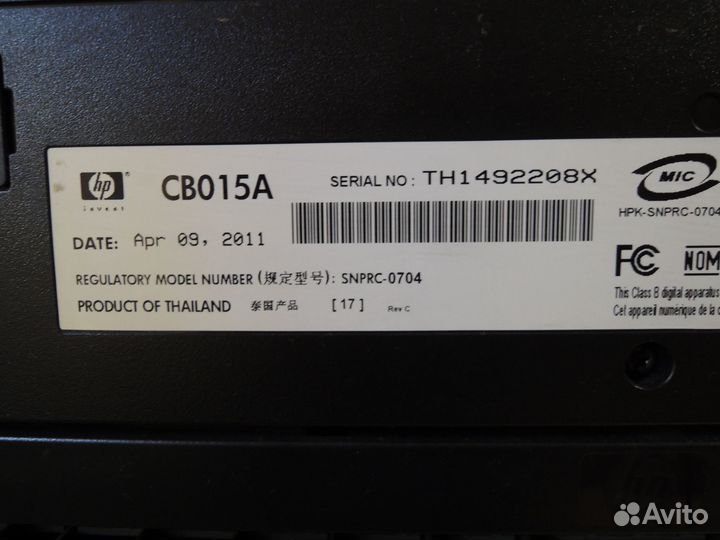 hp
invent
CB015A
SERIAL NO: TH1492208X
MIC
HPK-SNPRC-0704
DATE: Apr 09, 2011
FC
NOM
REGULATORY MODEL NUMBER (规定型号): SNPRC-0704
This Class B digital apparatus
PRODUCT OF THAILAND 泰国产品 [17] Rev C
Cet appareil numérique de la
hp
Avito